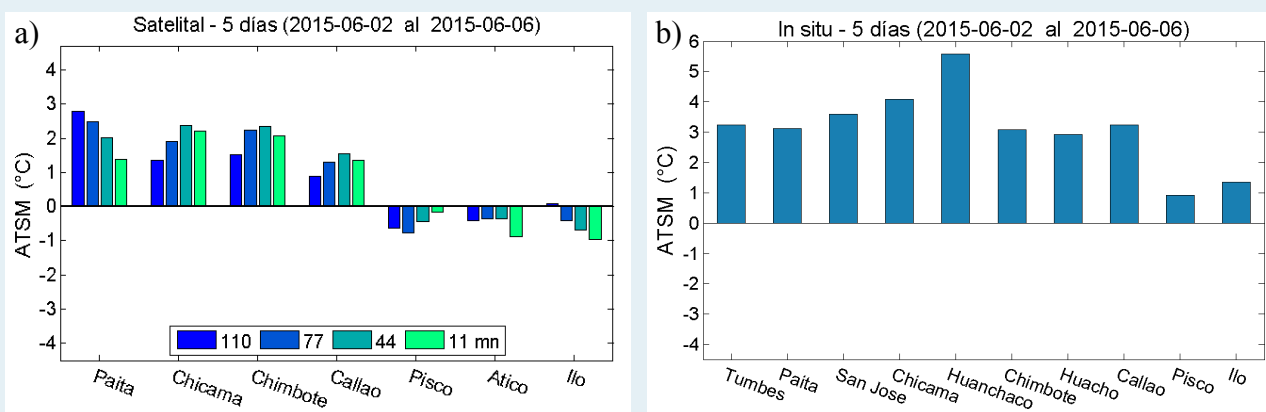 a)
Satelital - 5 días (2015-06-02 al 2015-06-06)
ATSM (°C)
4
3
2
1
0
-1
-2
-3
-4
110 77 44 11 mn
Paita Chicama Chimbote Callao Pisco Atico Ilo
b)
In situ - 5 días (2015-06-02 al 2015-06-06)
ATSM (°C)
6
5
4
3
2
1
0
-1
-2
-3
-4
Tumbes Paita San Jose Chicama Huanchaco Chimbote Huacho Callao Pisco Ilo